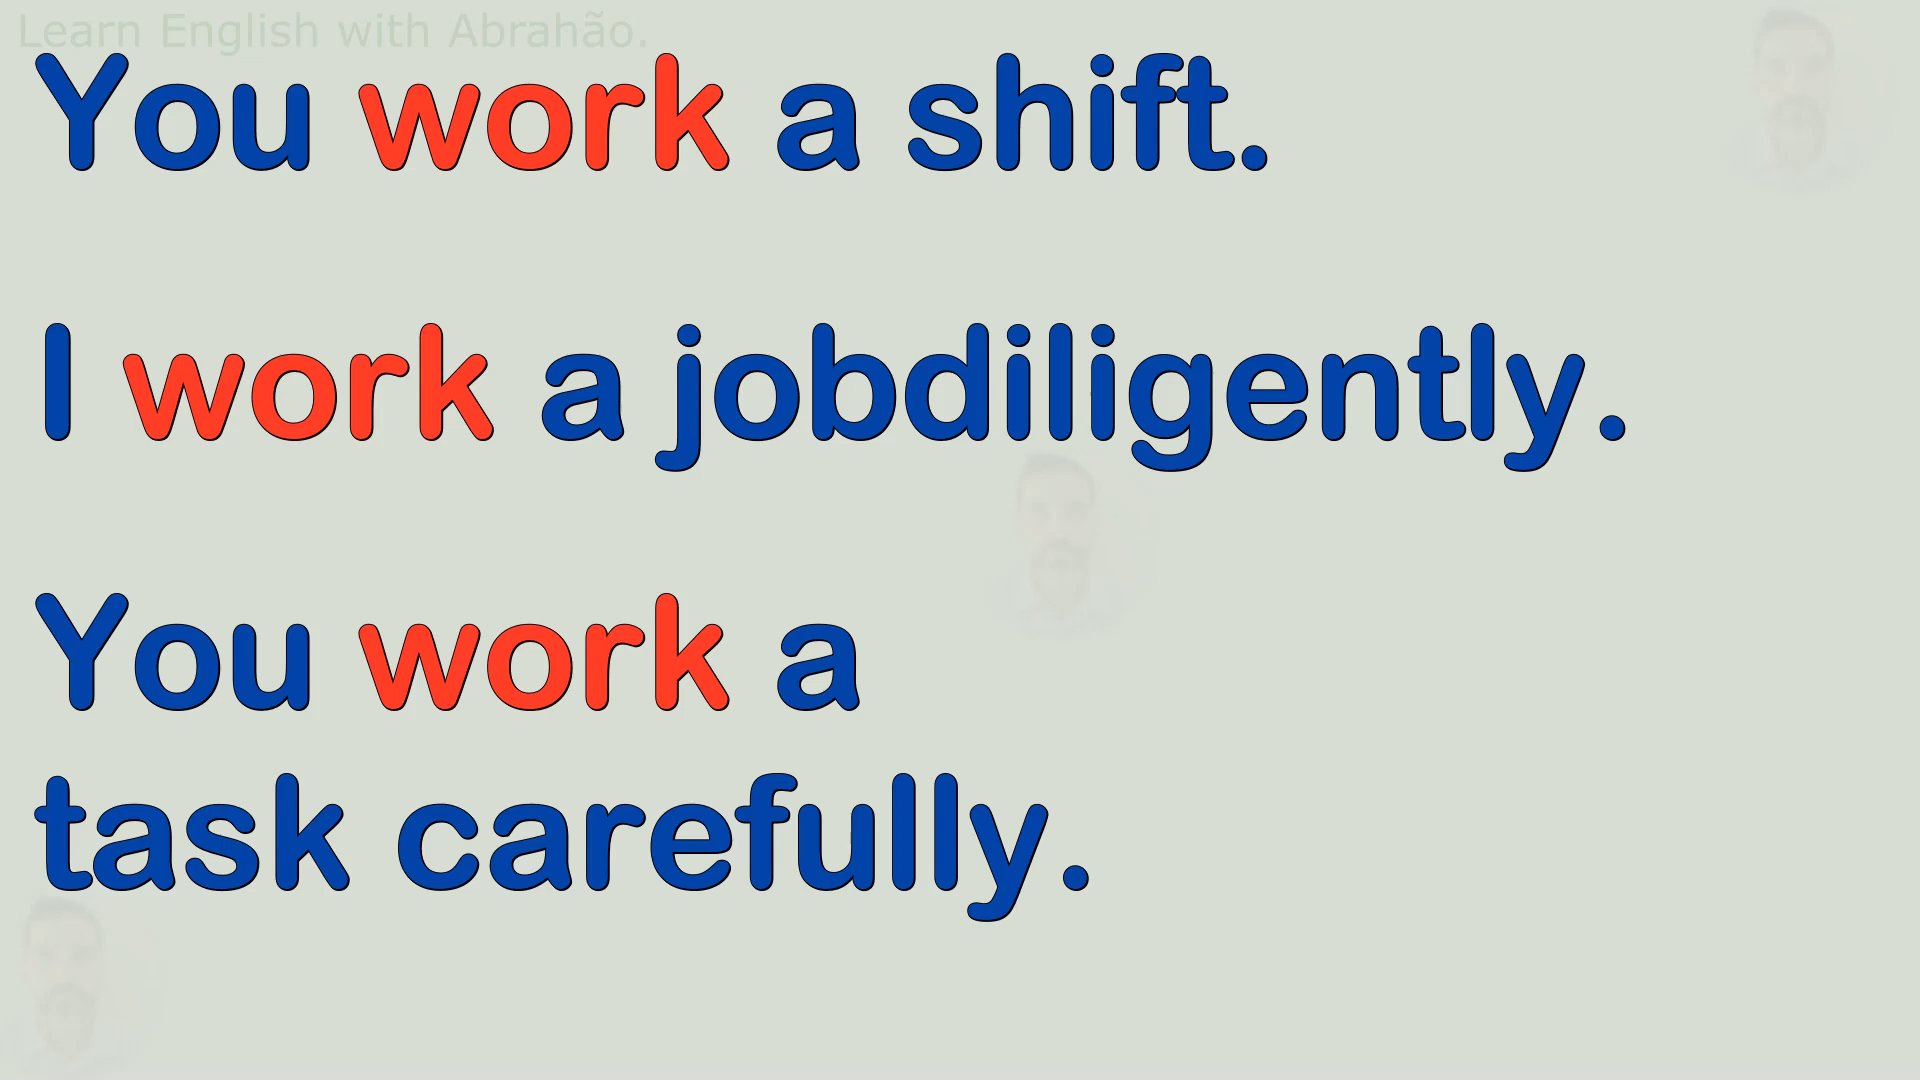 Learn English with Abrahão.
You work a shift.
I work a jobdiligently.
You work a
task carefully.